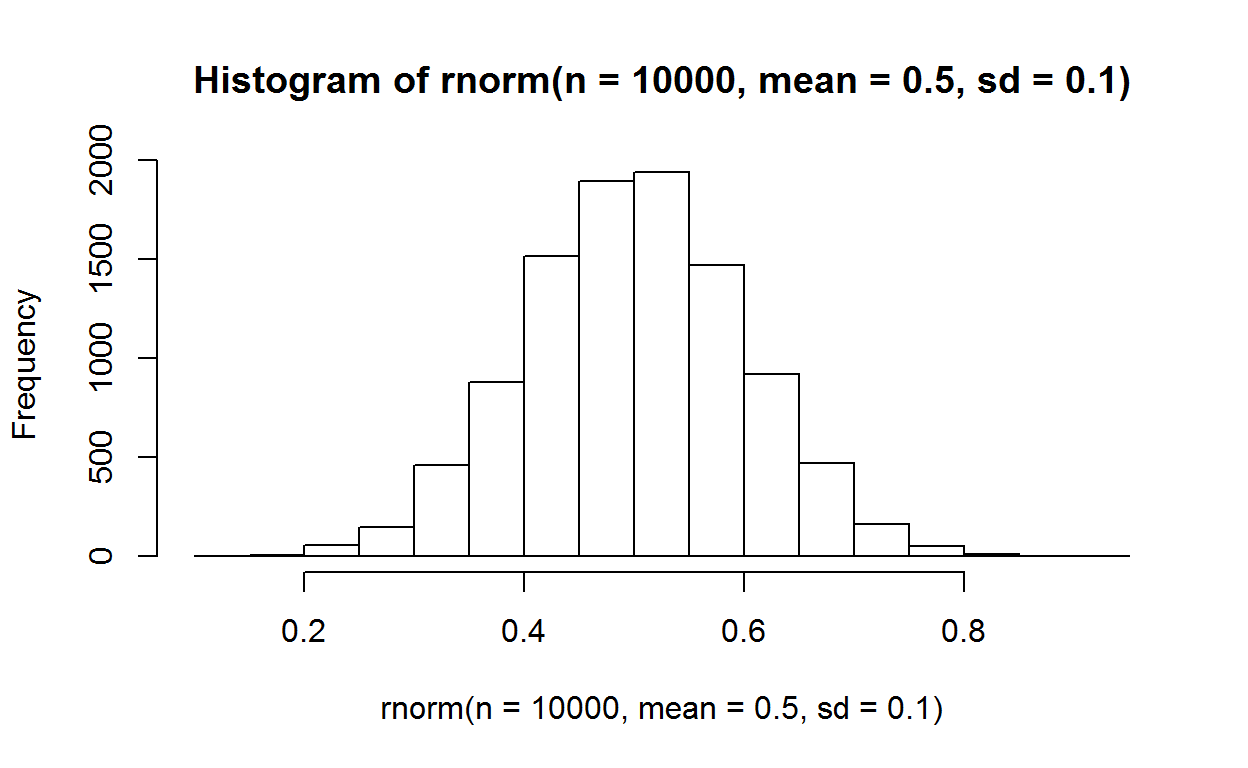 Histogram of rnorm(n = 10000, mean = 0.5, sd = 0.1)
Frequency
2000
1500
1000
500
0
0.2 0.4 0.6 0.8
rnorm(n = 10000, mean = 0.5, sd = 0.1)